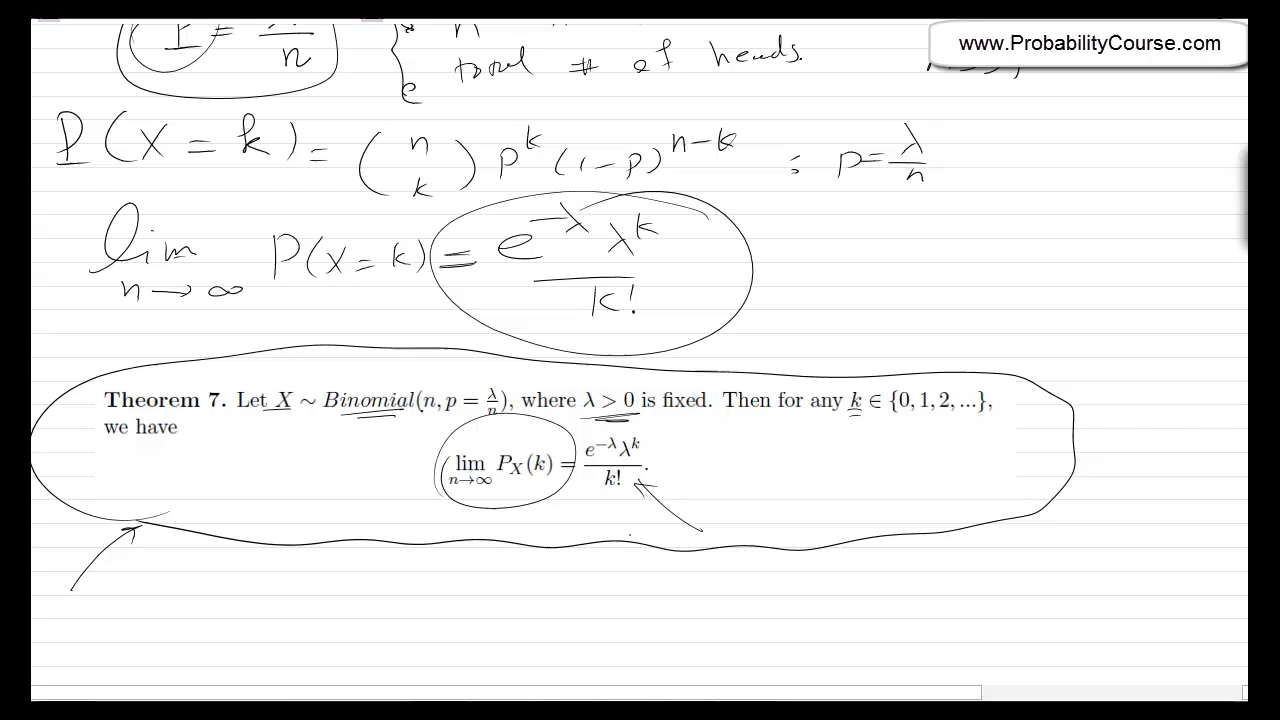 www.ProbabilityCourse.com
P = n
n
total # of heads.
P(X = k) = (n k) p^k (1-p)^{n-k} : p = λ/n
lim n→∞ P(X = k) = e^{-λ} λ^k / k!
Theorem 7. Let X ∼ Binomial(n, p = λ/n), where λ > 0 is fixed. Then for any k ∈ {0, 1, 2, ...},
we have
lim n→∞ P_X(k) = e^{-λ} λ^k / k!.